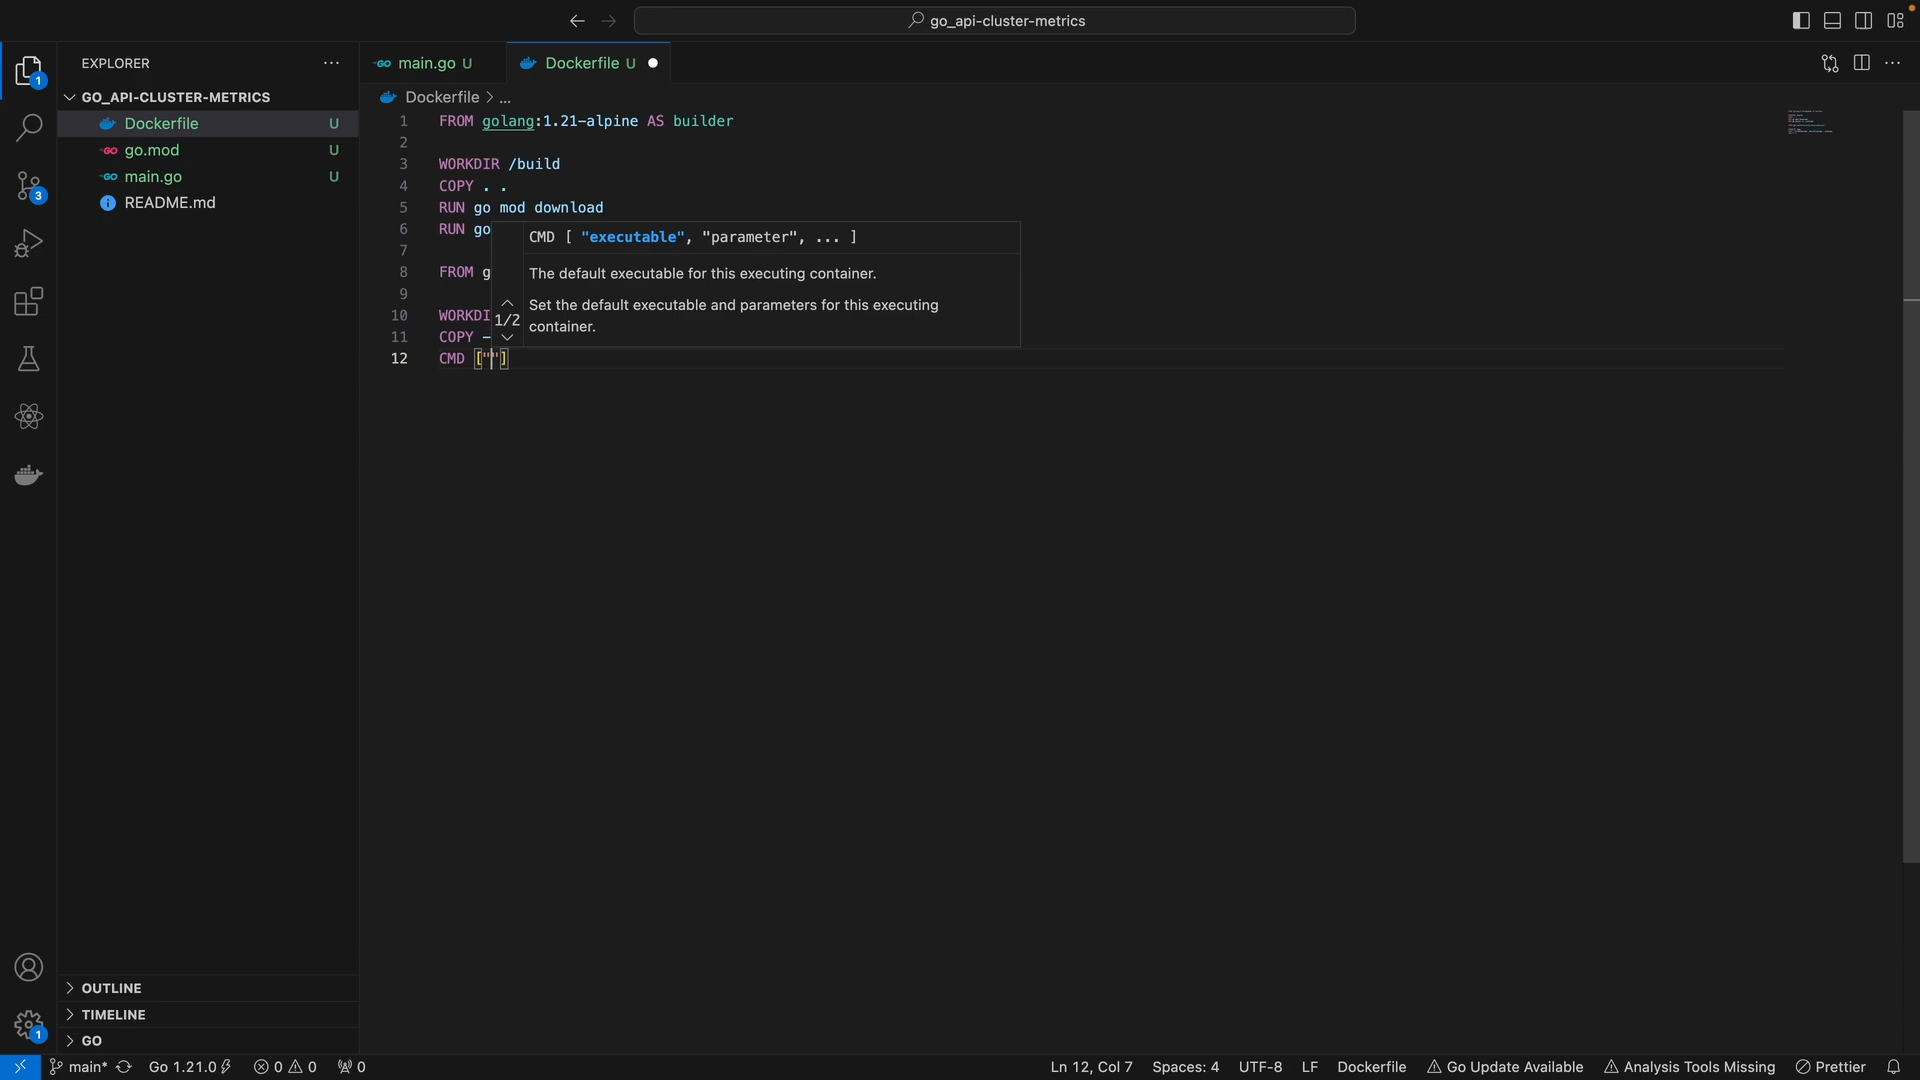 go_api-cluster-metrics
EXPLORER
GO_API-CLUSTER-METRICS
Dockerfile U
go.mod U
main.go U
README.md
main.go U
Dockerfile U
Dockerfile > ...
1 FROM golang:1.21-alpine AS builder
2
3 WORKDIR /build
4 COPY . .
5 RUN go mod download
6 RUN go
7
8 FROM g
9
10 WORKDI
11 COPY -
12 CMD [""]
CMD [ "executable", "parameter", ... ]
The default executable for this executing container.
Set the default executable and parameters for this executing
container.
1/2
1
3
1
OUTLINE
TIMELINE
GO
main*
Go 1.21.0
0 0
0
Ln 12, Col 7
Spaces: 4
UTF-8
LF
Dockerfile
Go Update Available
Analysis Tools Missing
Prettier